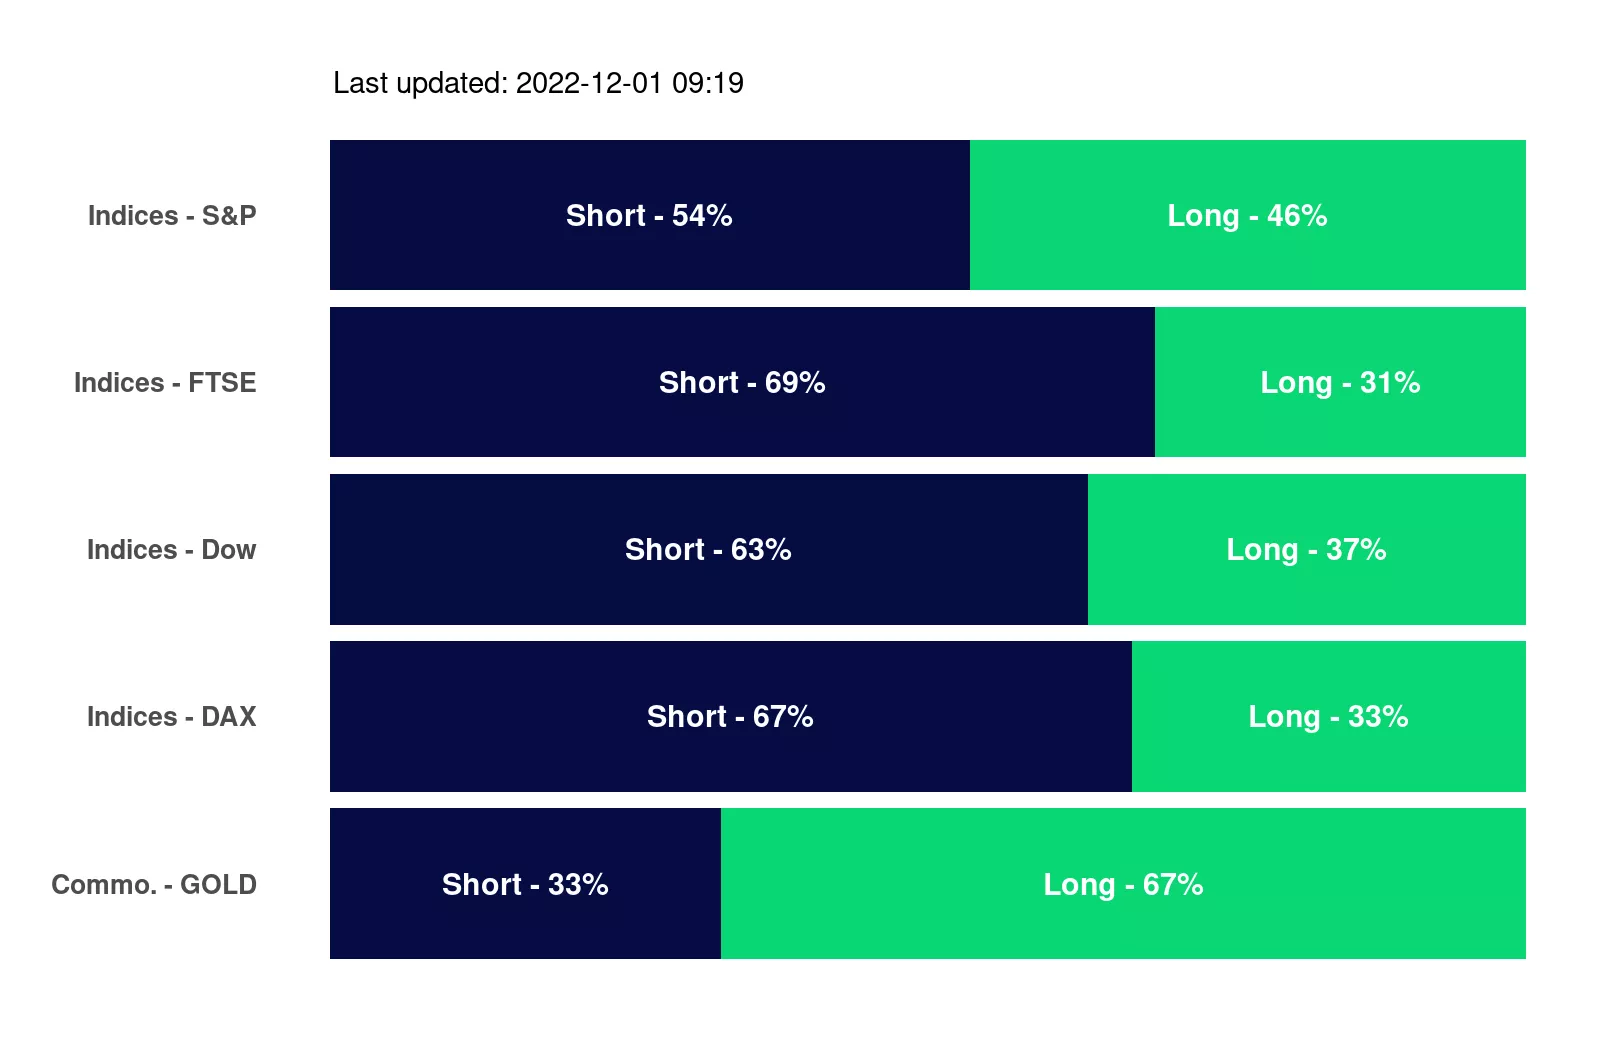 Last updated: 2022-12-01 09:19
Indices - S&P Short - 54% Long - 46%
Indices - FTSE Short - 69% Long - 31%
Indices - Dow Short - 63% Long - 37%
Indices - DAX Short - 67% Long - 33%
Commo. - GOLD Short - 33% Long - 67%